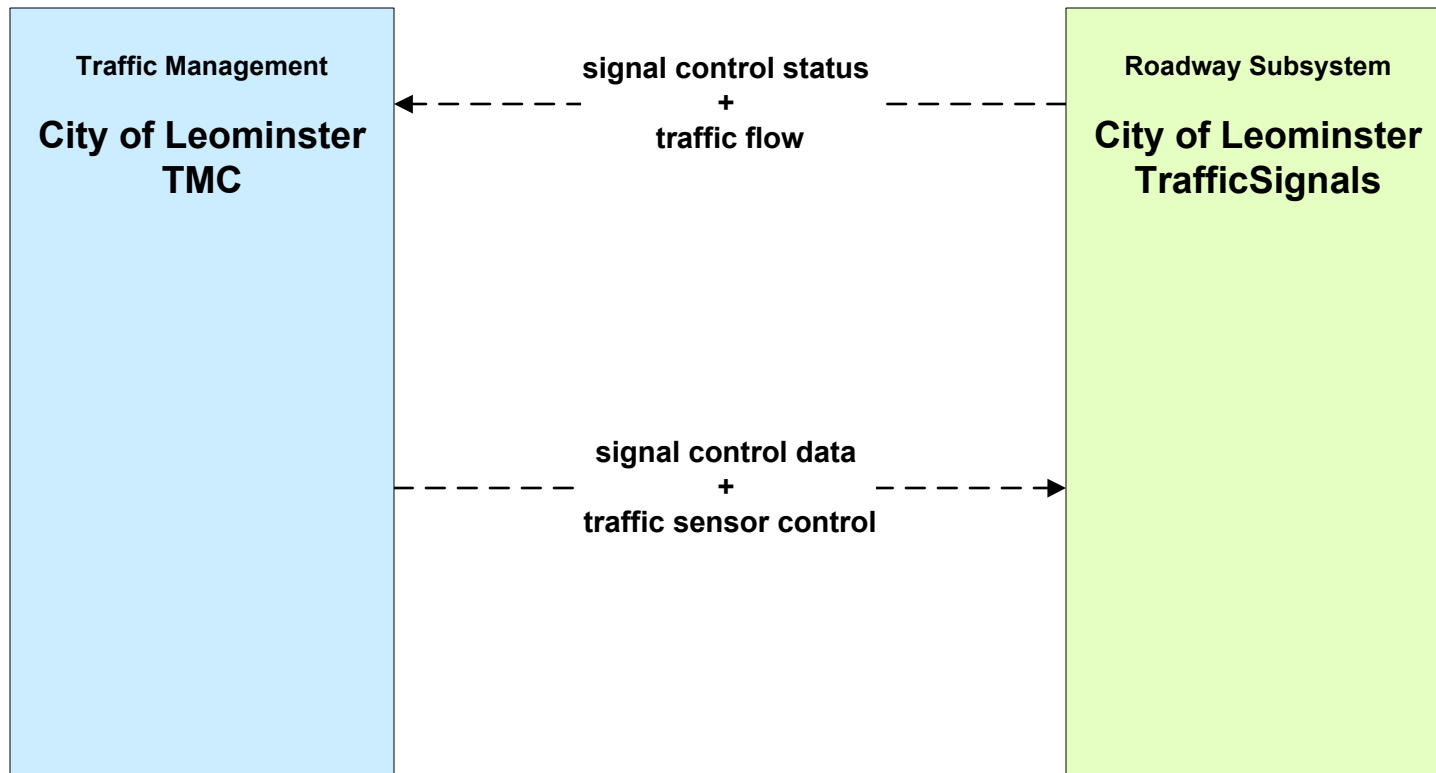 Traffic Management
City of Leominster
TMC
signal control status
+
traffic flow
Roadway Subsystem
City of Leominster
TrafficSignals
signal control data
+
traffic sensor control